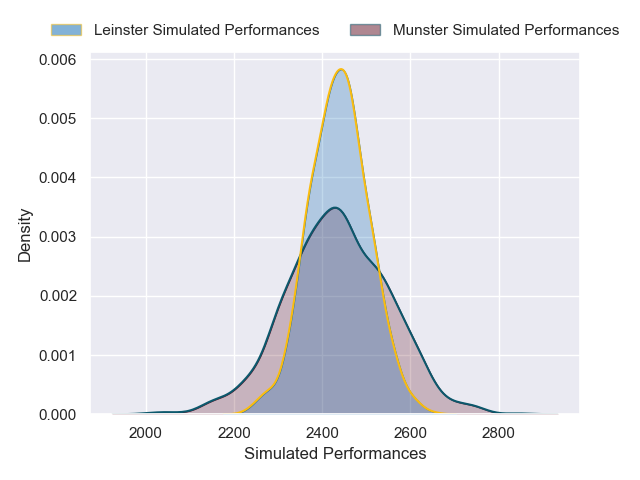 Leinster Simulated Performances Munster Simulated Performances
0.006
0.005
0.004
0.003
0.002
0.001
0.000
Density
2000 2200 2400 2600 2800
Simulated Performances